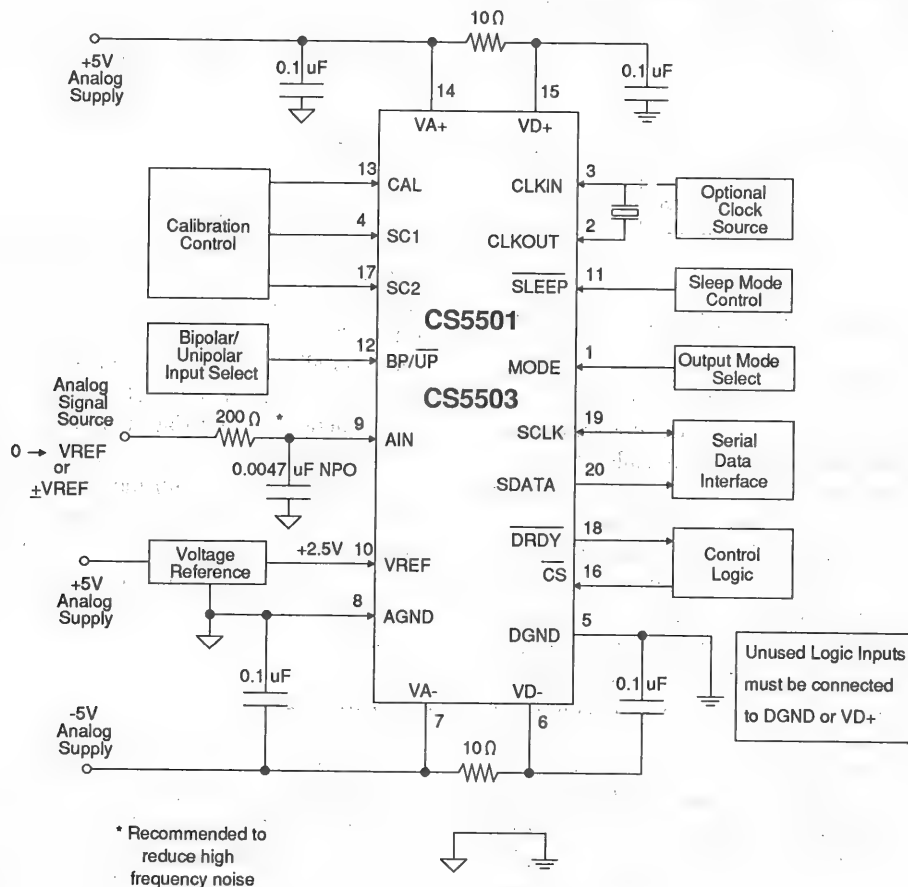 10 Ω
+5V
Analog
Supply
0.1 uF
0.1 uF
14
15
VA+
VD+
13
CAL
3
CLKIN
Optional
Clock
Source
Calibration
Control
4
SC1
2
CLKOUT
17
SC2
11
SLEEP
Sleep Mode
Control
CS5501
Bipolar/
Unipolar
Input Select
12
BP/UP
1
MODE
Output Mode
Select
CS5503
Analog
Signal
Source
200 Ω
*
9
AIN
19
SCLK
Serial
Data
Interface
0 → VREF
or
±VREF
0.0047 uF NPO
20
SDATA
18
DRDY
Control
Logic
Voltage
Reference
+2.5V
10
VREF
16
CS
+5V
Analog
Supply
8
AGND
5
DGND
Unused Logic Inputs
must be connected
to DGND or VD+
0.1 uF
0.1 uF
VA-
VD-
7
6
-5V
Analog
Supply
10 Ω
* Recommended to
reduce high
frequency noise